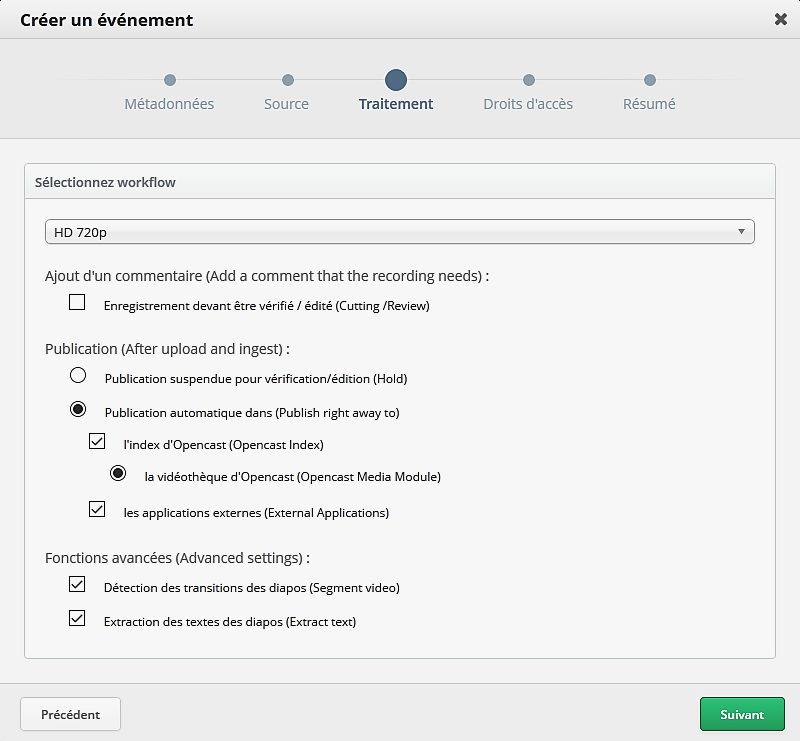 Créer un événement
Métadonnées Source Traitement Droits d'accès Résumé
Sélectionnez workflow
HD 720p
Ajout d'un commentaire (Add a comment that the recording needs) :
Enregistrement devant être vérifié / édité (Cutting /Review)
Publication (After upload and ingest) :
Publication suspendue pour vérification/édition (Hold)
Publication automatique dans (Publish right away to)
l'index d'Opencast (Opencast Index)
la vidéothèque d'Opencast (Opencast Media Module)
les applications externes (External Applications)
Fonctions avancées (Advanced settings) :
Détection des transitions des diapos (Segment video)
Extraction des textes des diapos (Extract text)
Précédent Suivant